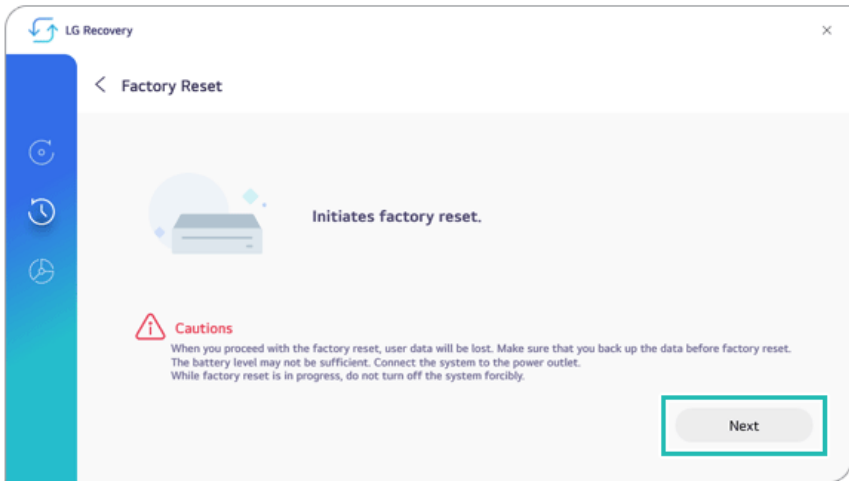 LG Recovery
Factory Reset
Initiates factory reset.
Cautions
When you proceed with the factory reset, user data will be lost. Make sure that you back up the data before factory reset.
The battery level may not be sufficient. Connect the system to the power outlet.
While factory reset is in progress, do not turn off the system forcibly.
Next